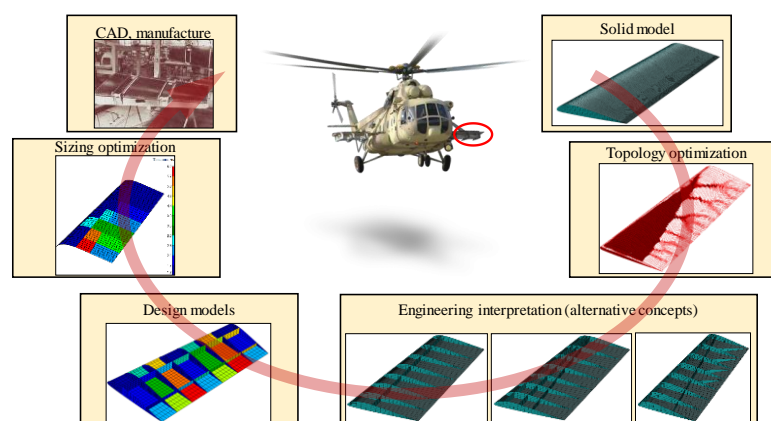 CAD, manufacture
Solid model
Sizing optimization
Topology optimization
Design models
Engineering interpretation (alternative concepts)